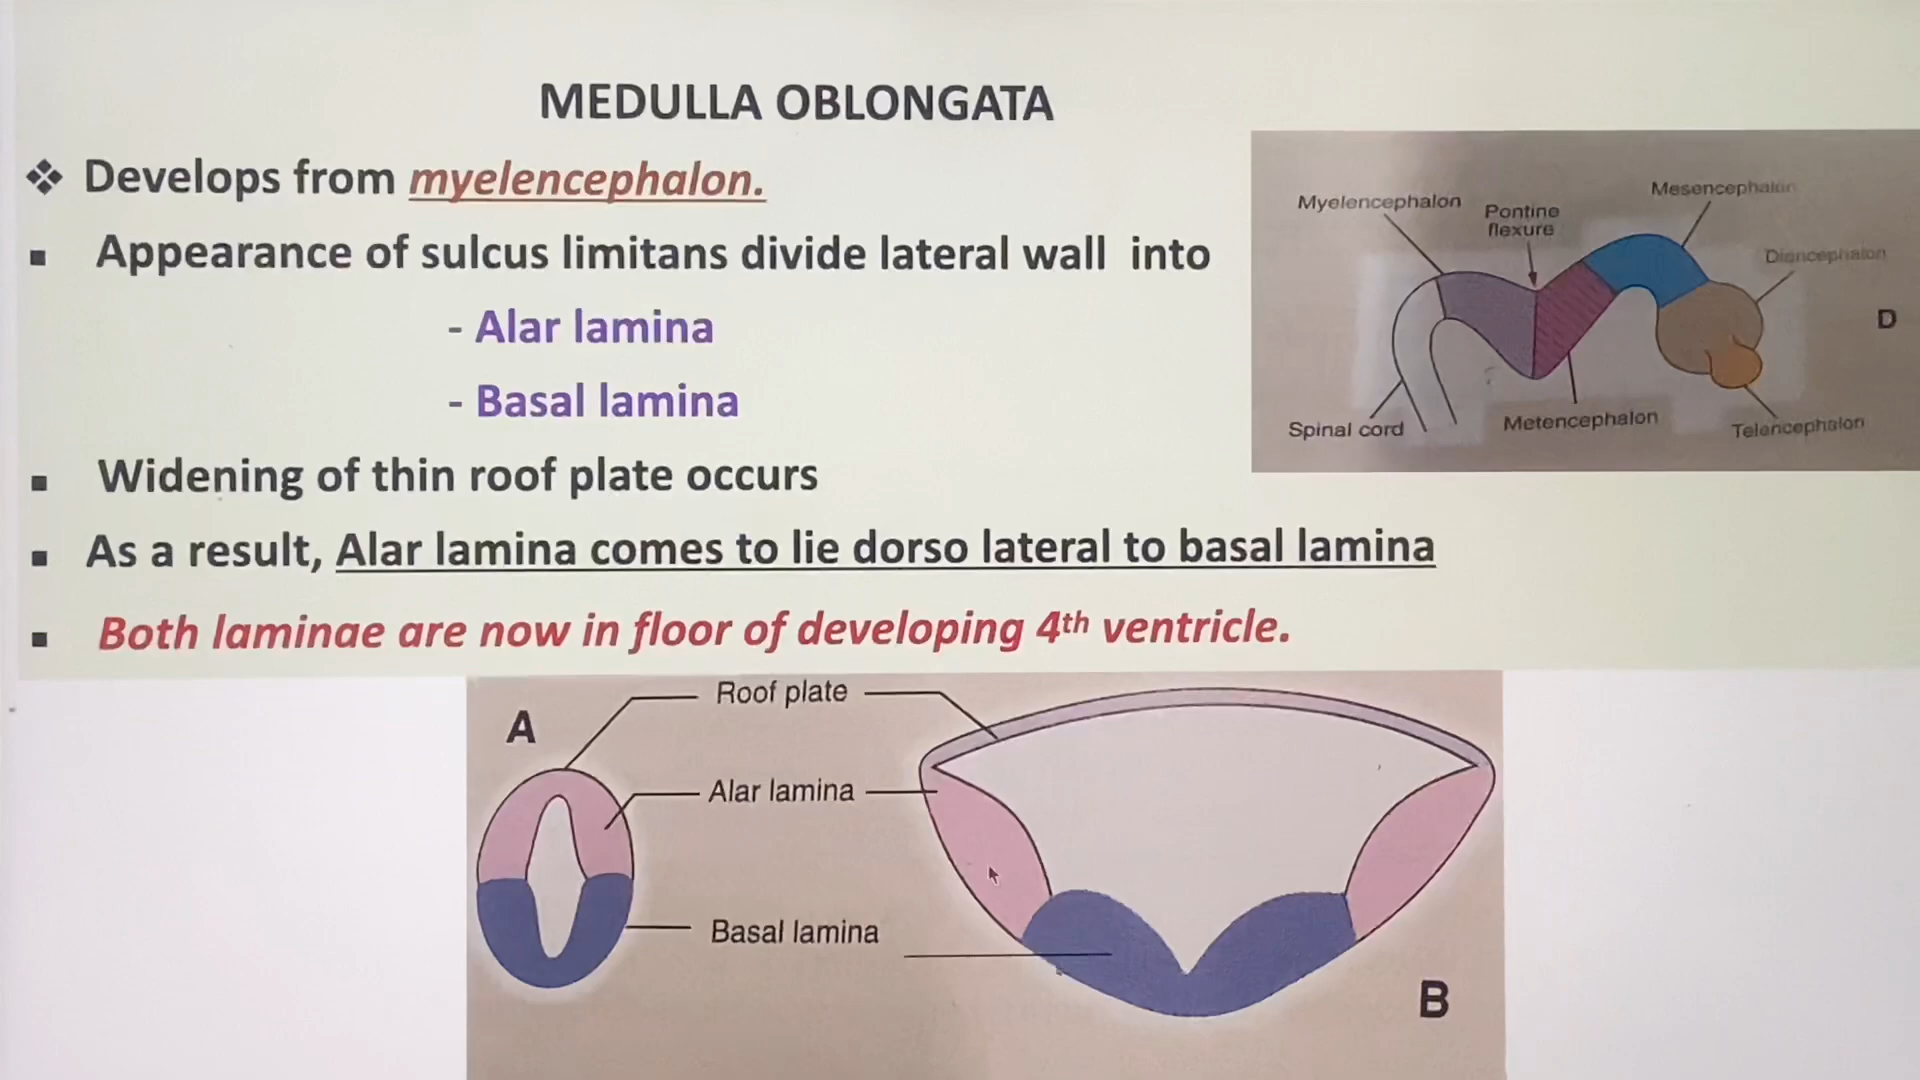 MEDULLA OBLONGATA
❖ Develops from myelencephalon.
▪ Appearance of sulcus limitans divide lateral wall into
- Alar lamina
- Basal lamina
▪ Widening of thin roof plate occurs
▪ As a result, Alar lamina comes to lie dorso lateral to basal lamina
▪ Both laminae are now in floor of developing 4th ventricle.
Myelencephalon
Pontine
flexure
Mesencephalon
Diencephalon
D
Spinal cord
Metencephalon
Telencephalon
A
Roof plate
Alar lamina
Basal lamina
B